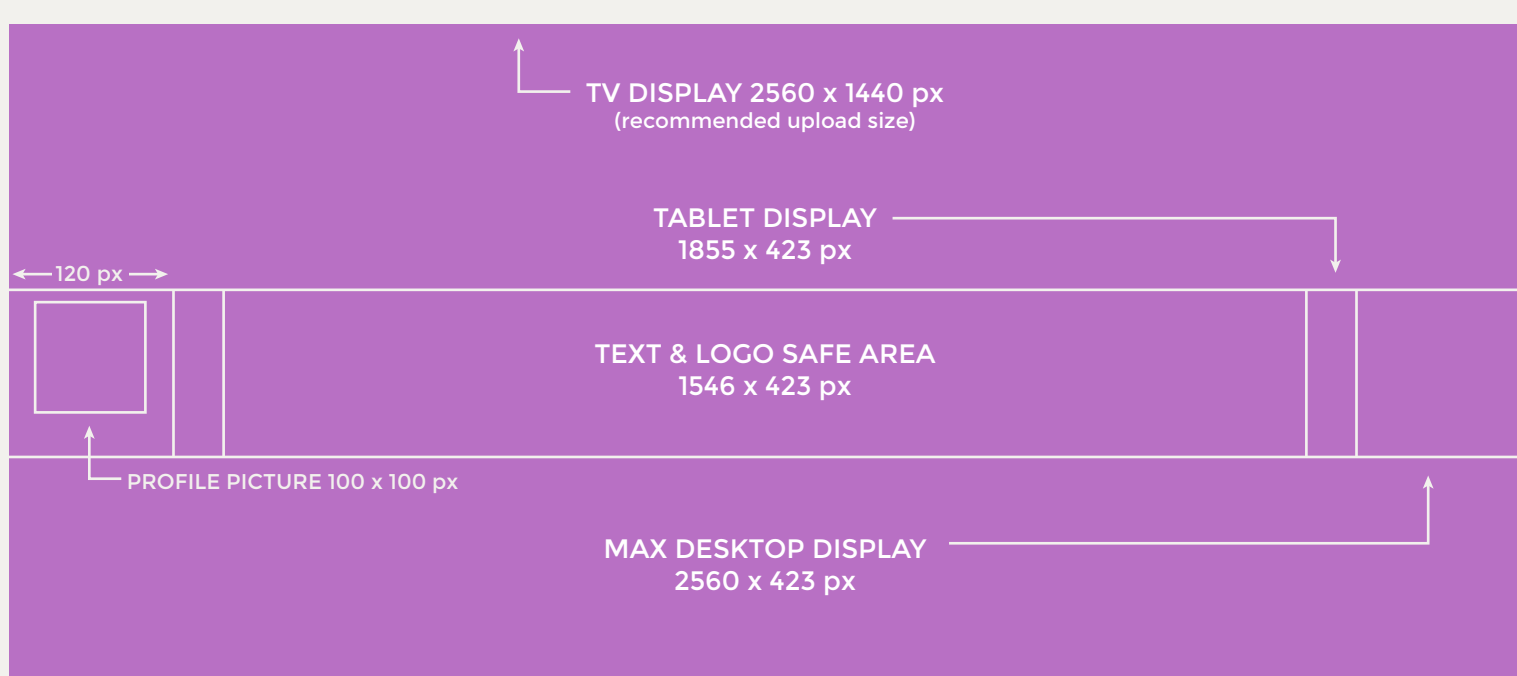 TV DISPLAY 2560 x 1440 px
(recommended upload size)
TABLET DISPLAY
1855 x 423 px
120 px
TEXT & LOGO SAFE AREA
1546 x 423 px
PROFILE PICTURE 100 x 100 px
MAX DESKTOP DISPLAY
2560 x 423 px